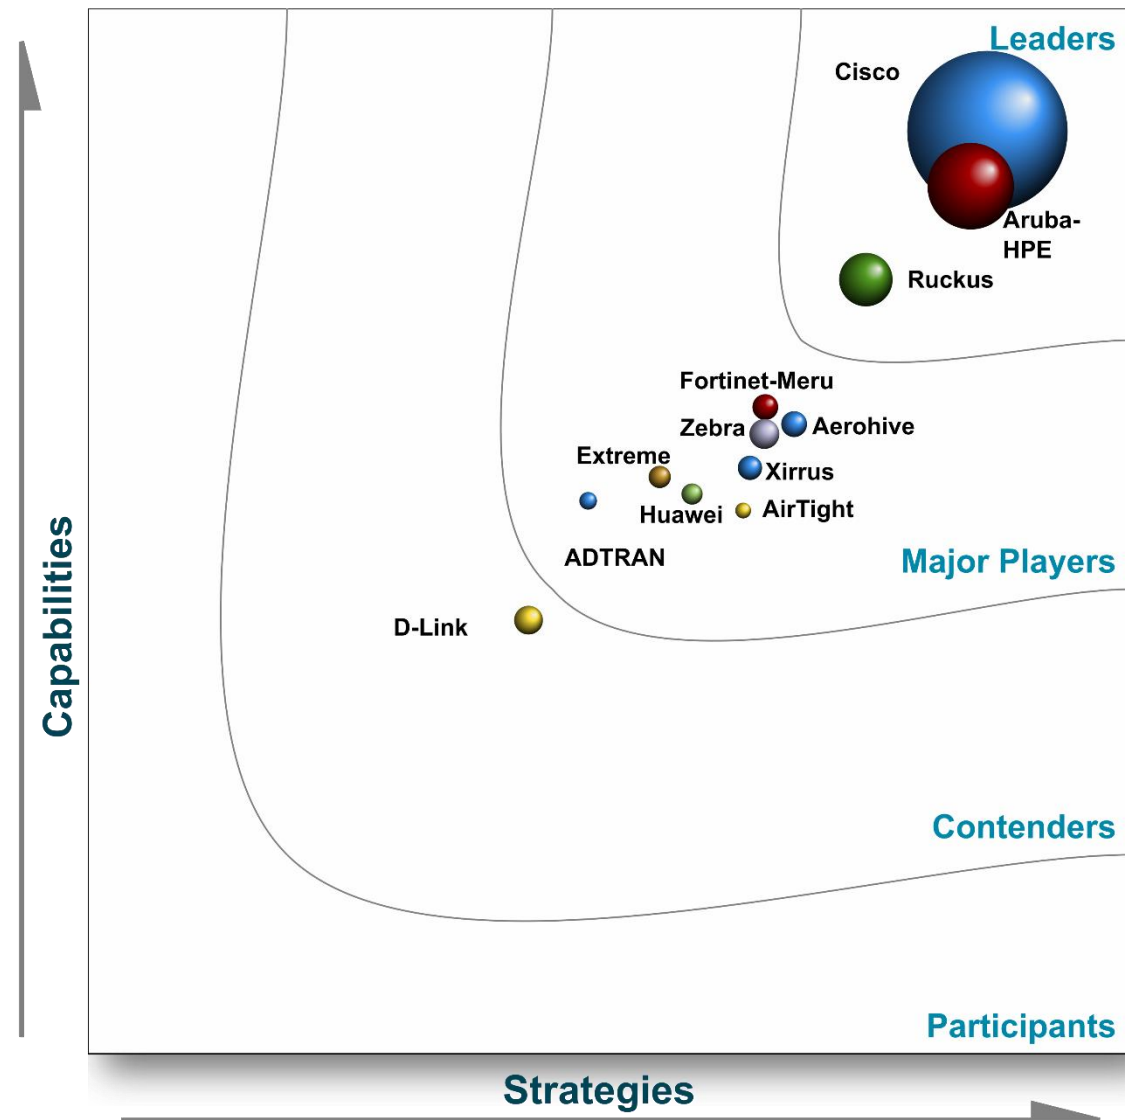 Leaders
Cisco
Aruba-
HPE
Ruckus
Fortinet-Meru
Zebra
Aerohive
Extreme
Xirrus
Huawei
AirTight
ADTRAN
Major Players
D-Link
Capabilities
Contenders
Participants
Strategies